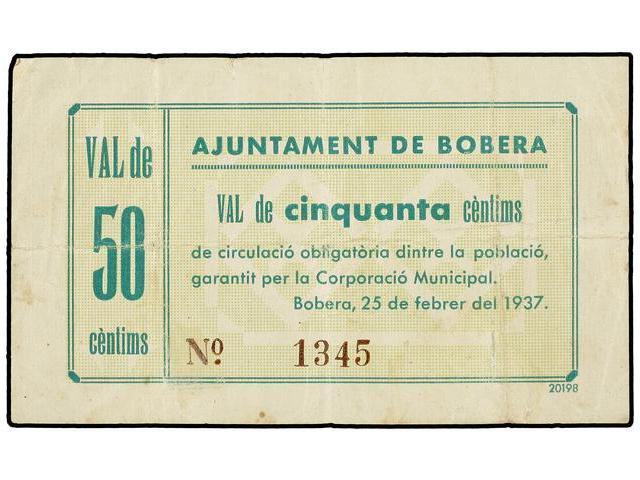 VAL de
50
cèntims
AJUNTAMENT DE BOBERA
VAL de cinquanta cèntims
de circulació obligatòria dintre la població,
garantit per la Corporació Municipal.
Bobera, 25 de febrer del 1937.
Nº 1345
20198